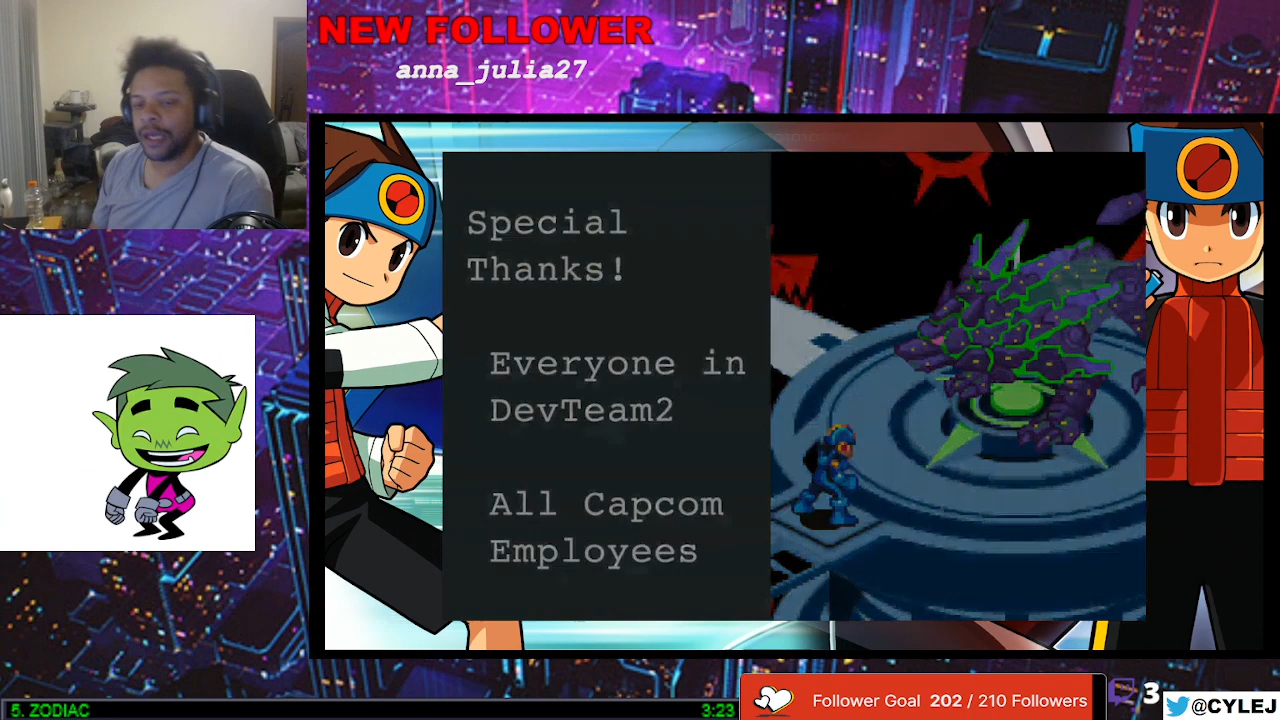 NEW FOLLOWER
anna_julia27
Special
Thanks!
Everyone in
DevTeam2
All Capcom
Employees
5. ZODIAC
3:23
Follower Goal 202 / 210 Followers
3
@CYLEJ